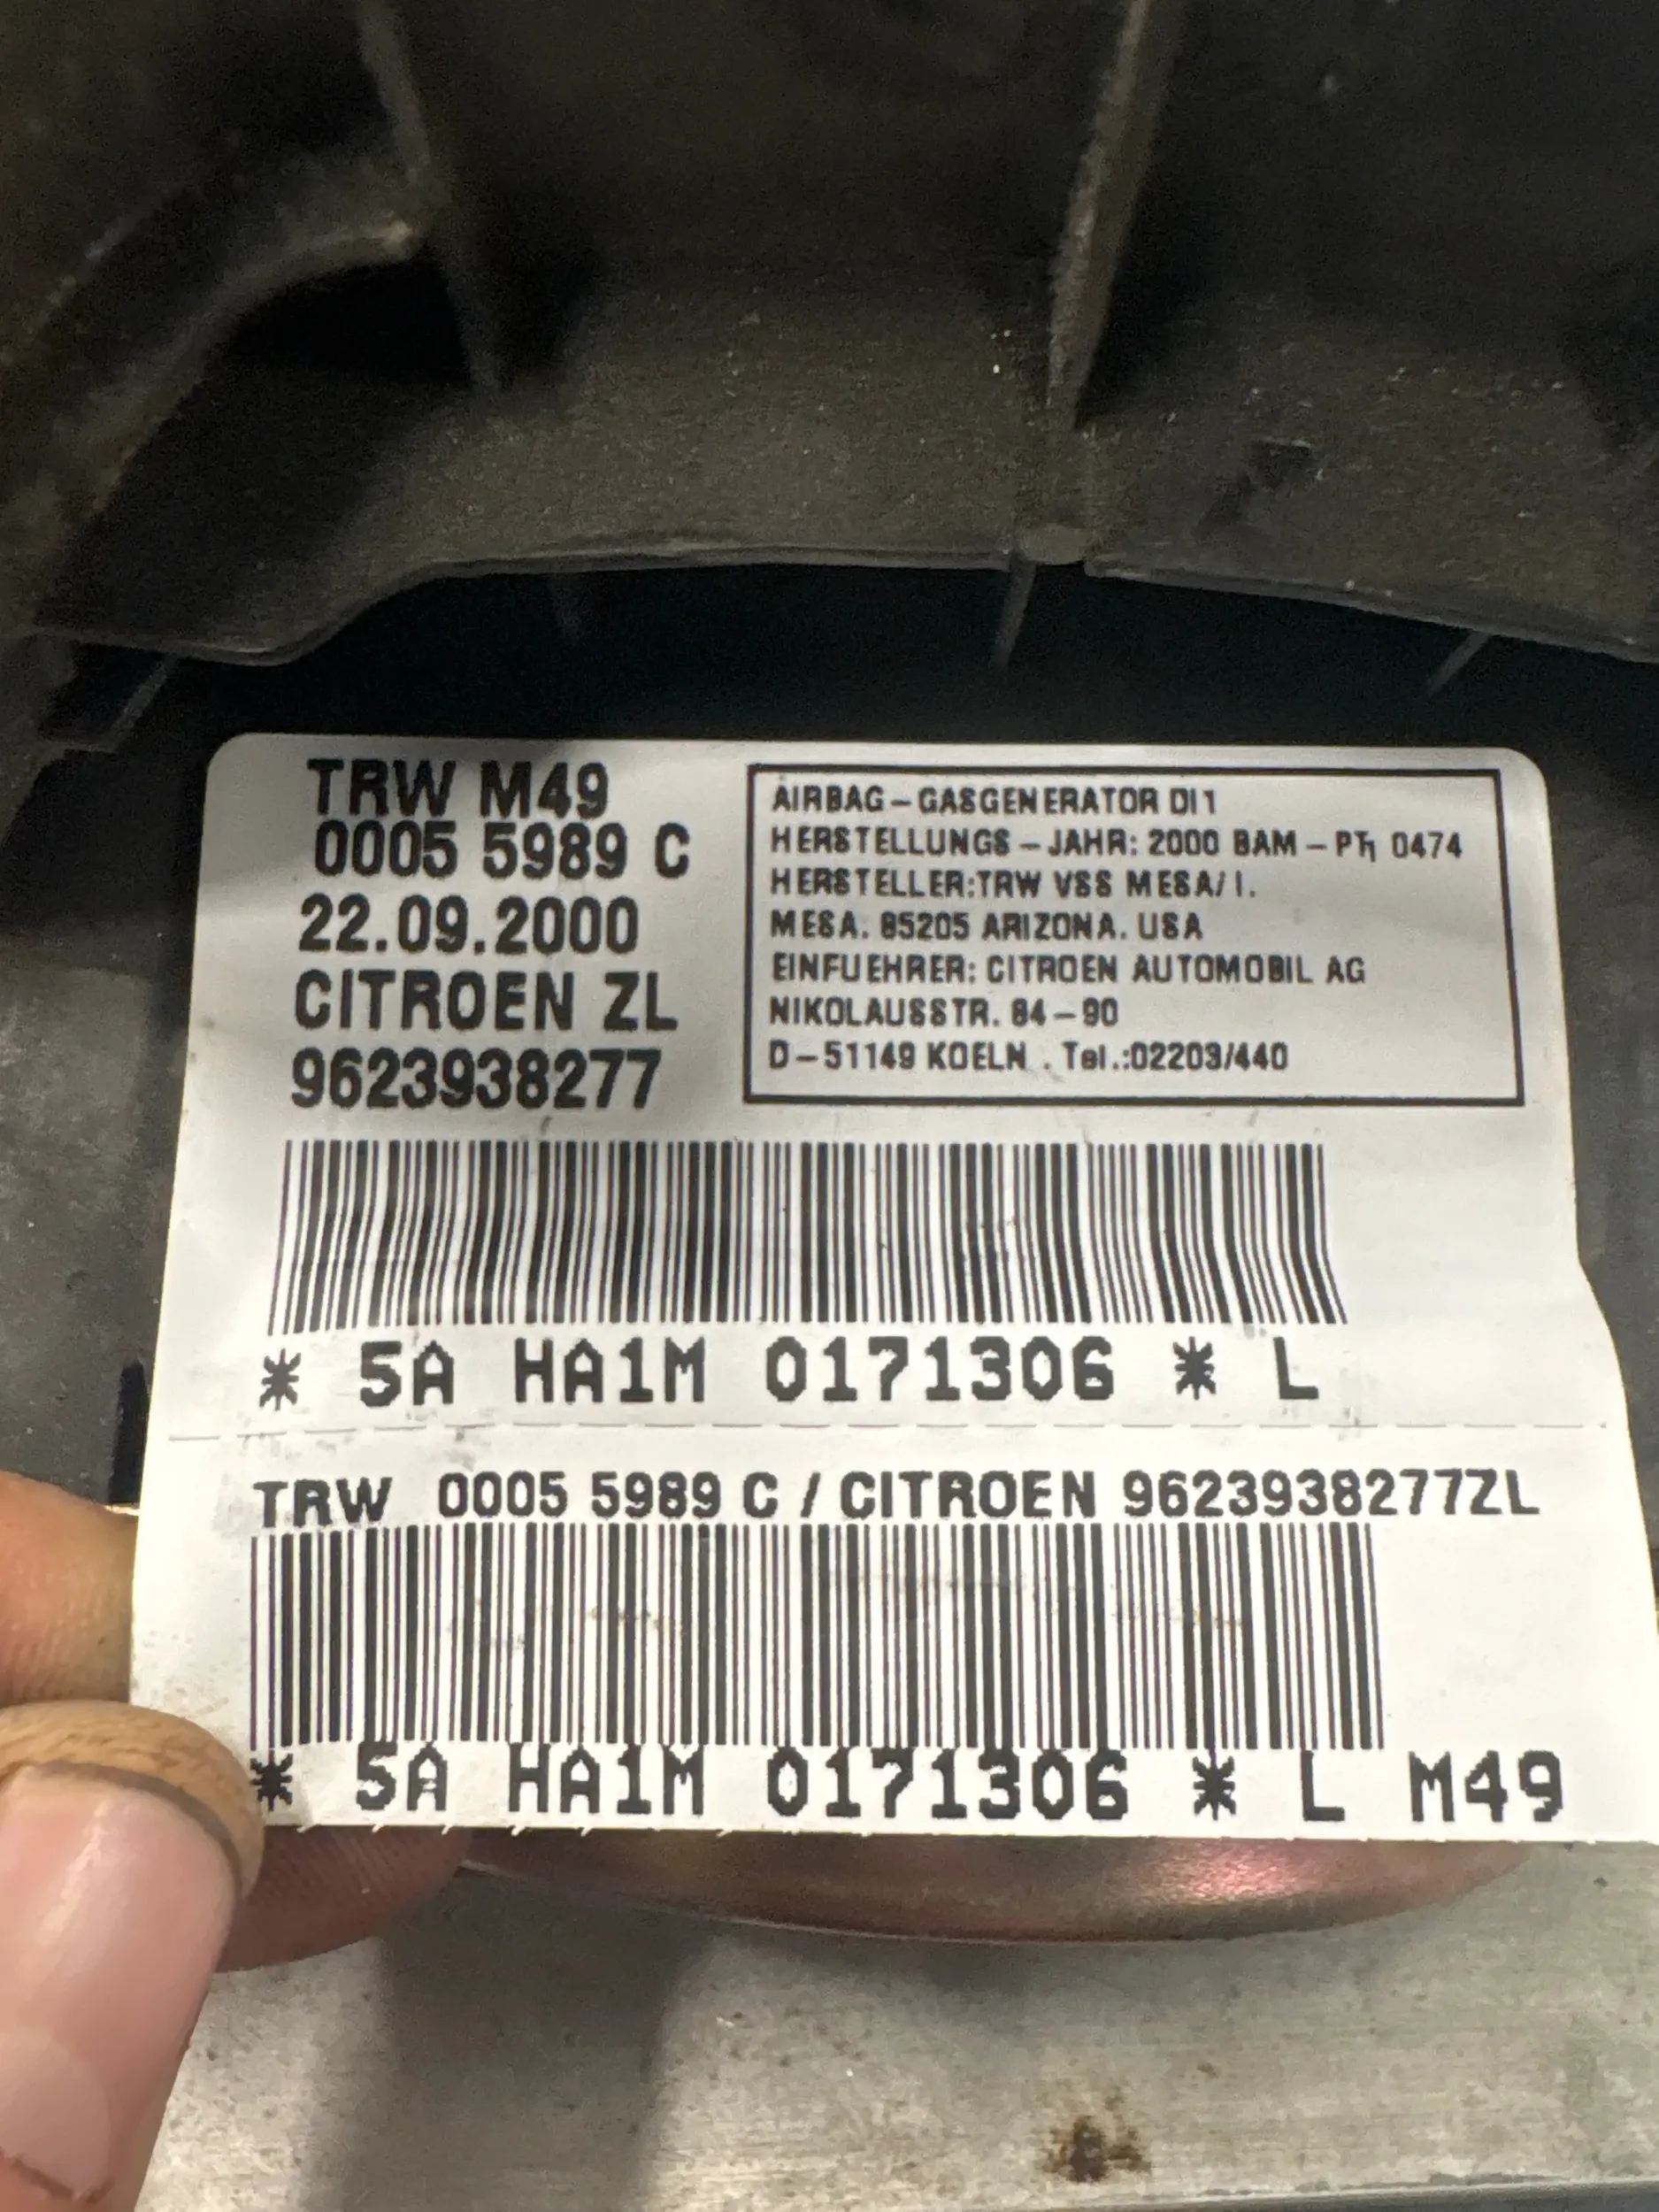 TRW M49
0005 5989 C
22.09.2000
CITROEN ZL
9623938277
AIRBAG-GASGENERATOR DI1
HERSTELLUNGS-JAHR: 2000 BAM-PT1 0474
HERSTELLER:TRW VSS MESA/I.
MESA. 85205 ARIZONA. USA
EINFUEHRER: CITROEN AUTOMOBIL AG
NIKOLAUSSTR. 84-90
D-51149 KOELN . Tel.:02203/440
* 5A HA1M 0171306 * L
TRW 0005 5989 C / CITROEN 9623938277ZL
* 5A HA1M 0171306 * L M49